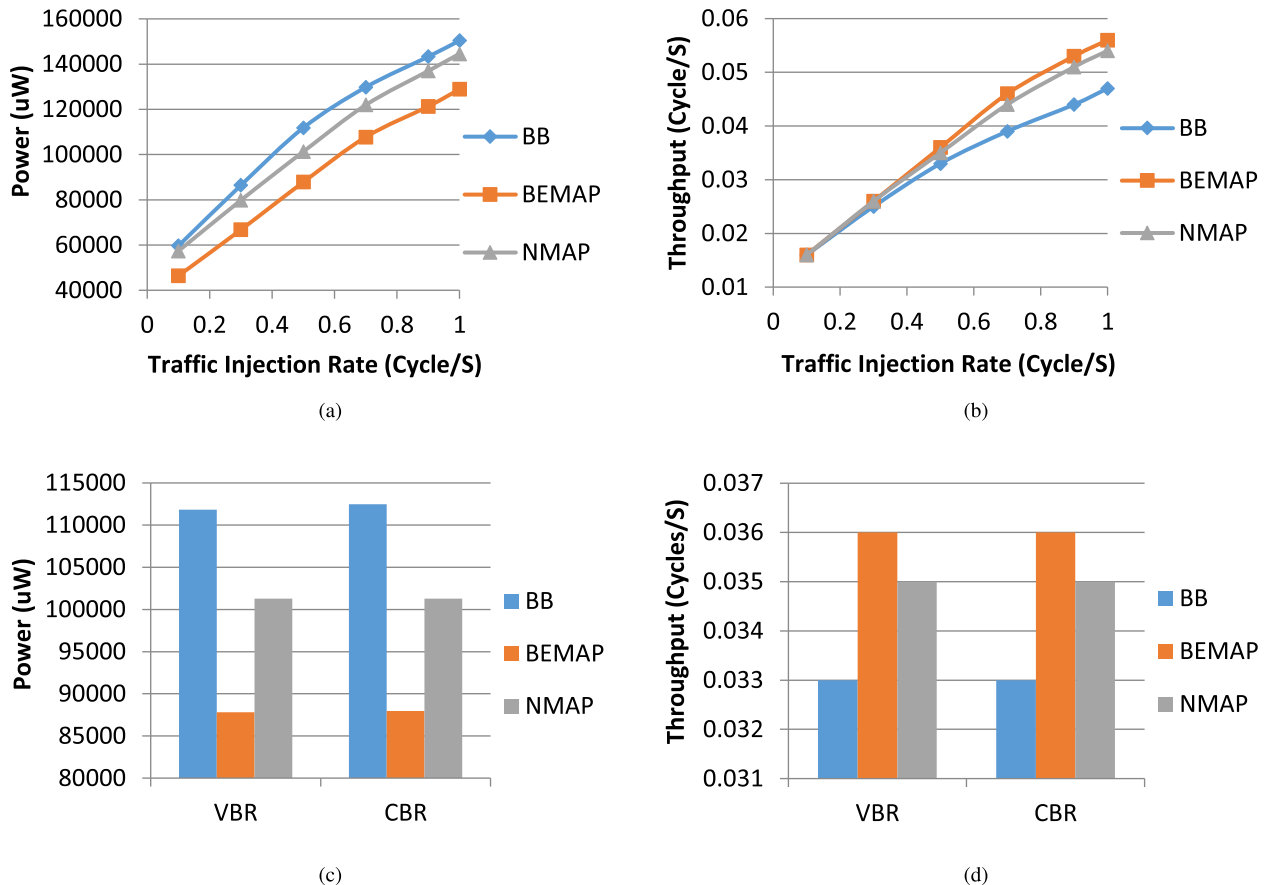 160000
140000
120000
100000
80000
60000
40000
Power (uW)
0 0.2 0.4 0.6 0.8 1
Traffic Injection Rate (Cycle/S)
BB
BEMAP
NMAP
(a)
0.06
0.05
0.04
0.03
0.02
0.01
Throughput (Cycle/S)
0 0.2 0.4 0.6 0.8 1
Traffic Injection Rate (Cycle/S)
BB
BEMAP
NMAP
(b)
115000
110000
105000
100000
95000
90000
85000
80000
Power (uW)
VBR CBR
BB
BEMAP
NMAP
(c)
0.037
0.036
0.035
0.034
0.033
0.032
0.031
Throughput (Cycles/S)
VBR CBR
BB
BEMAP
NMAP
(d)